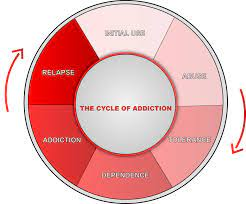 INITIAL USE
RELAPSE
ABUSE
THE CYCLE OF ADDICTION
ADDICTION
TOLERANCE
DEPENDENCE